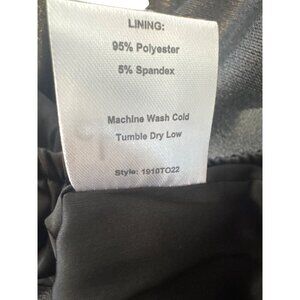 LINING:
95% Polyester
5% Spandex
Machine Wash Cold
Tumble Dry Low
Style: 1910TO22